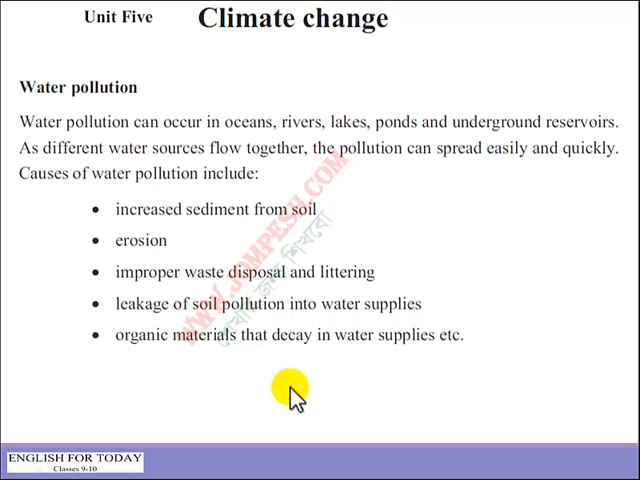 Unit Five Climate change
Water pollution
Water pollution can occur in oceans, rivers, lakes, ponds and underground reservoirs.
As different water sources flow together, the pollution can spread easily and quickly.
Causes of water pollution include:
• increased sediment from soil
• erosion
• improper waste disposal and littering
• leakage of soil pollution into water supplies
• organic materials that decay in water supplies etc.
WWW.JOMPESH.COM
ENGLISH FOR TODAY
Classes 9-10